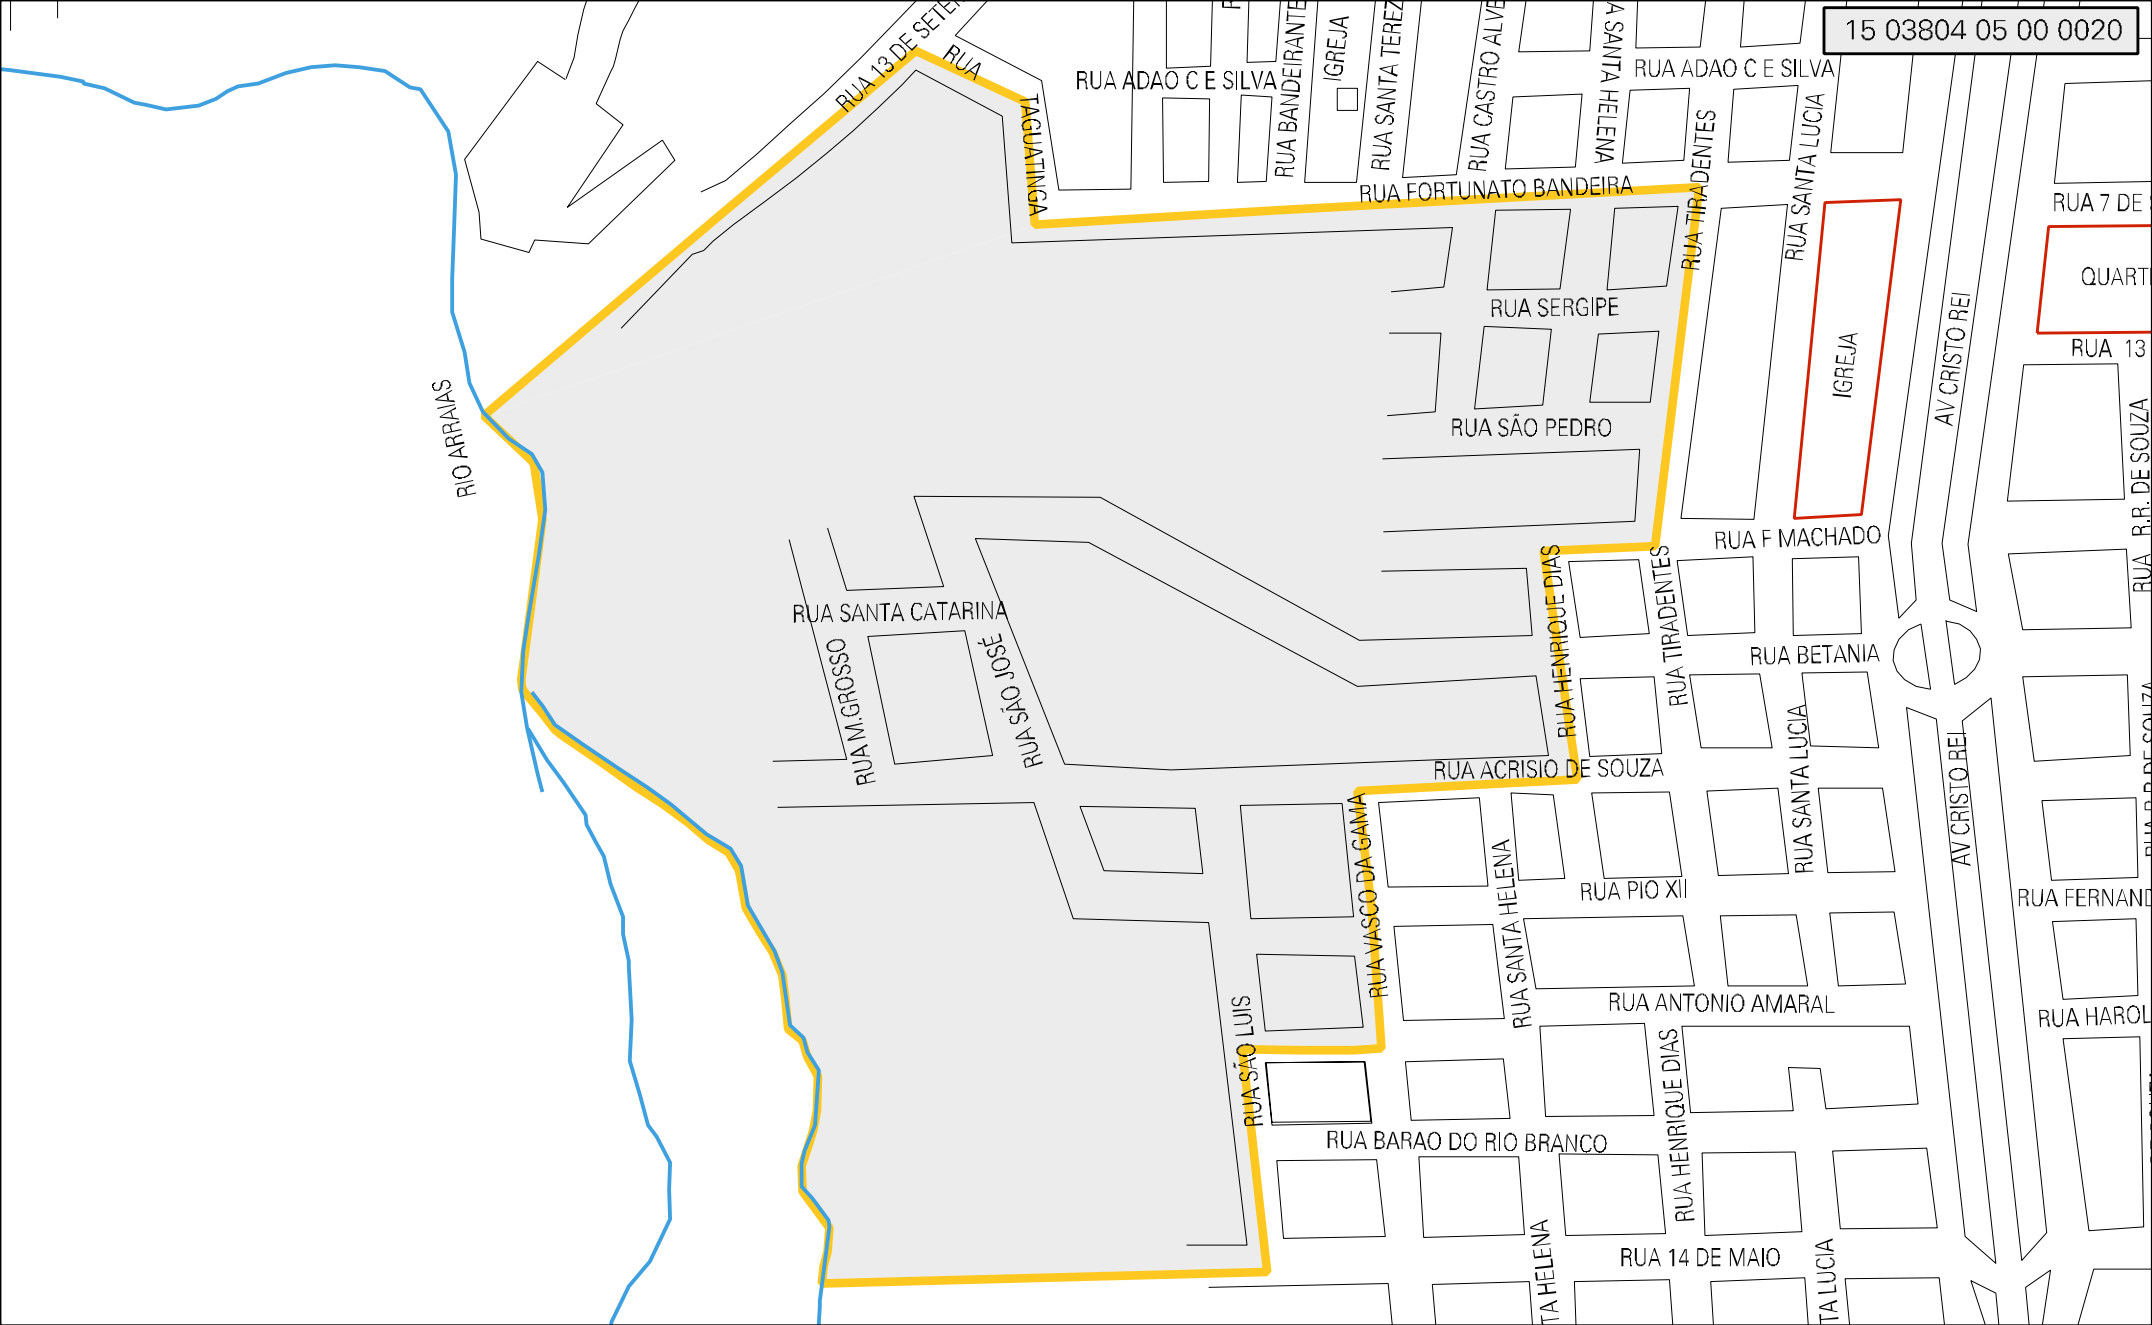 15 03804 05 00 0020
RUA 13 DE SETE
RUA
TAGUATINGA
RUA ADAO C E SILVA
RUA BANDEIRANTE
IGREJA
RUA SANTA TEREZ
RUA CASTRO ALVE
A SANTA HELENA
RUA ADAO C E SILVA
RUA TIRADENTES
RUA SANTA LUCIA
RUA FORTUNATO BANDEIRA
RUA 7 DE
QUART
RUA 13
RUA SERGIPE
IGREJA
AV CRISTO REI
RUA SÃO PEDRO
RIO ARRAIAS
RUA R.R. DE SOUZA
RUA F MACHADO
RUA HENRIQUE DIAS
RUA TIRADENTES
RUA BETANIA
RUA SANTA CATARINA
RUA M.GROSSO
RUA SÃO JOSÉ
RUA SANTA LUCIA
AV CRISTO REI
RUA ACRISIO DE SOUZA
RUA VASCO DA GAMA
RUA SANTA HELENA
RUA PIO XII
RUA FERNAND
RUA ANTONIO AMARAL
RUA HAROL
RUA SÃO LUIS
RUA HENRIQUE DIAS
RUA BARAO DO RIO BRANCO
RUA 14 DE MAIO
TA HELENA
TA LUCIA